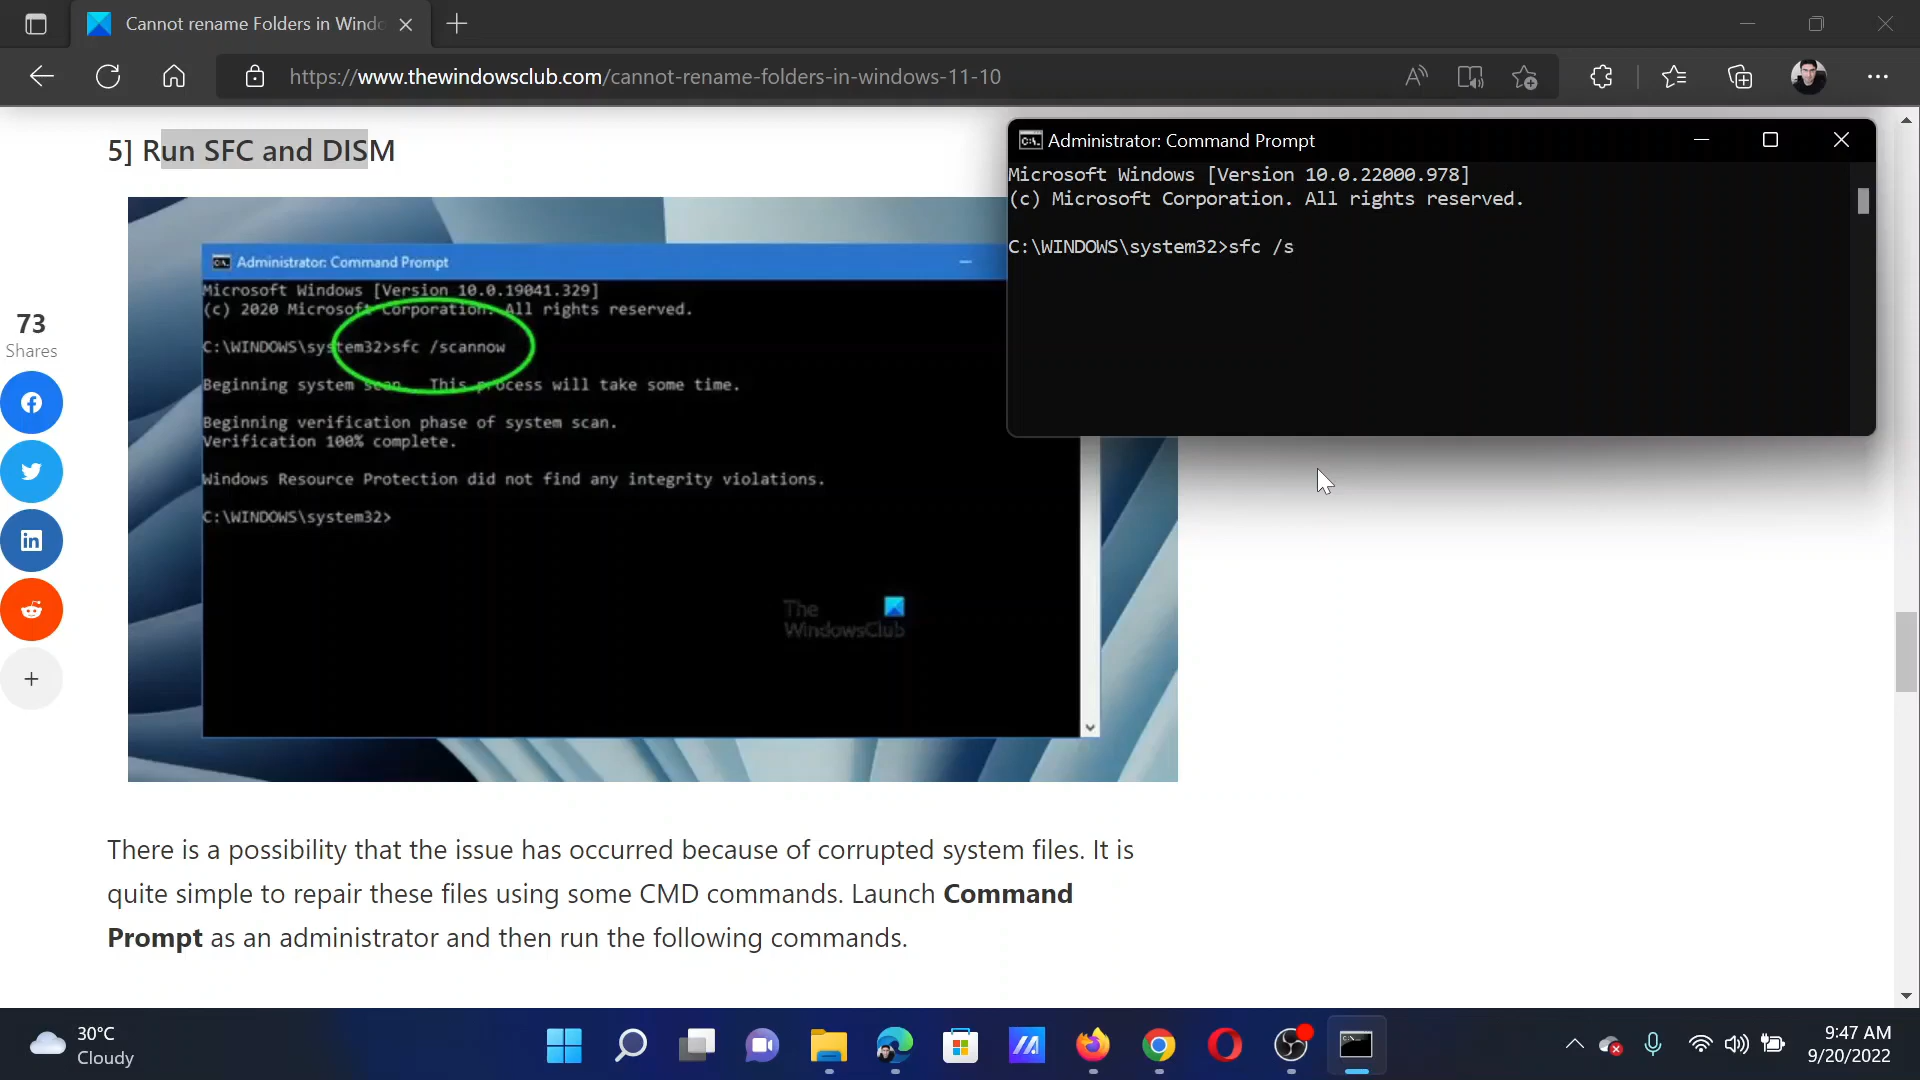 Cannot rename Folders in Windo
https://www.thewindowsclub.com/cannot-rename-folders-in-windows-11-10
5] Run SFC and DISM
Administrator: Command Prompt
Microsoft Windows [Version 10.0.22000.978]
(c) Microsoft Corporation. All rights reserved.
C:\WINDOWS\system32>sfc /s
Administrator: Command Prompt
Microsoft Windows [Version 10.0.19041.329]
(c) 2020 Microsoft Corporation. All rights reserved.
C:\WINDOWS\system32>sfc /scannow
Beginning system scan. This process will take some time.
Beginning verification phase of system scan.
Verification 100% complete.
Windows Resource Protection did not find any integrity violations.
C:\WINDOWS\system32>
The
WindowsClub
73
Shares
There is a possibility that the issue has occurred because of corrupted system files. It is
quite simple to repair these files using some CMD commands. Launch Command
Prompt as an administrator and then run the following commands.
30°C
Cloudy
9:47 AM
9/20/2022